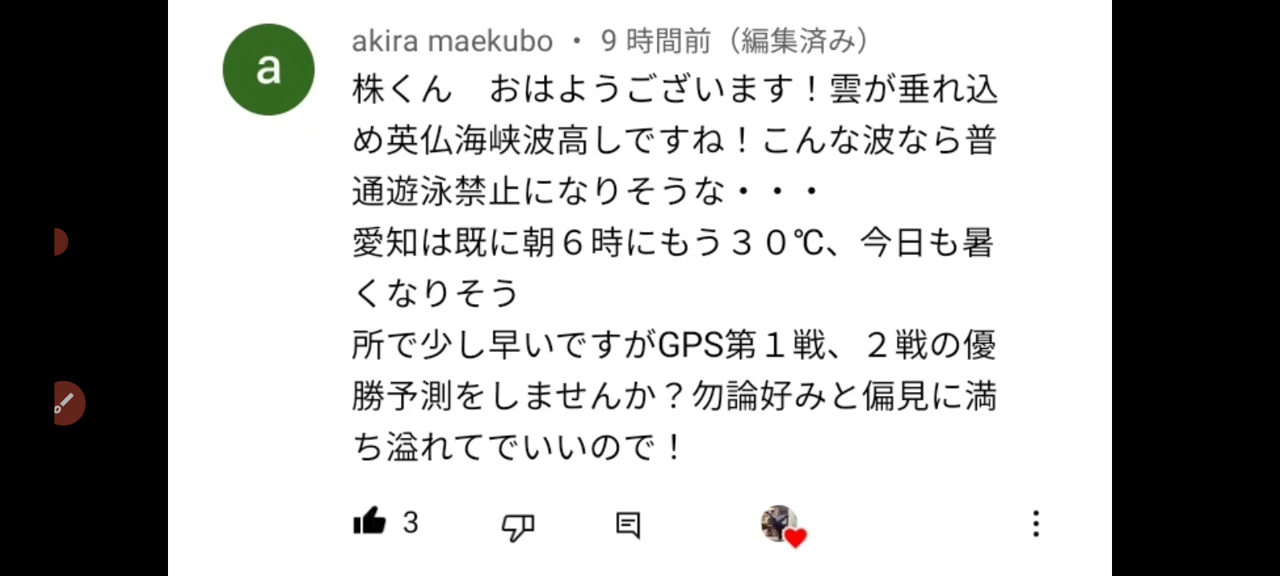 a
akira maekubo ・ 9 時間前（編集済み）
株くん　おはようございます！雲が垂れ込
め英仏海峡波高しですね！こんな波なら普
通遊泳禁止になりそうな・・・
愛知は既に朝６時にもう３０℃、今日も暑
くなりそう
所で少し早いですがGPS第１戦、２戦の優
勝予測をしませんか？勿論好みと偏見に満
ち溢れてでいいので！
3